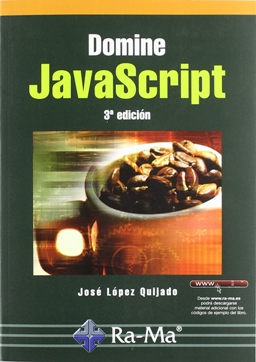 Domine
JavaScript
3ª edición
José López Quijado
www
Desde www.ra-ma.es
podrá descargarse
material adicional con los
códigos de ejemplo del libro.
Ra-Ma®